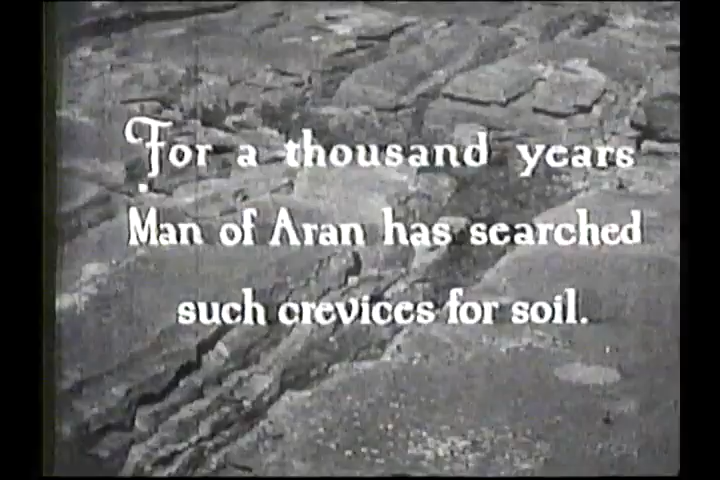 For a thousand years
Man of Aran has searched
such crevices for soil.